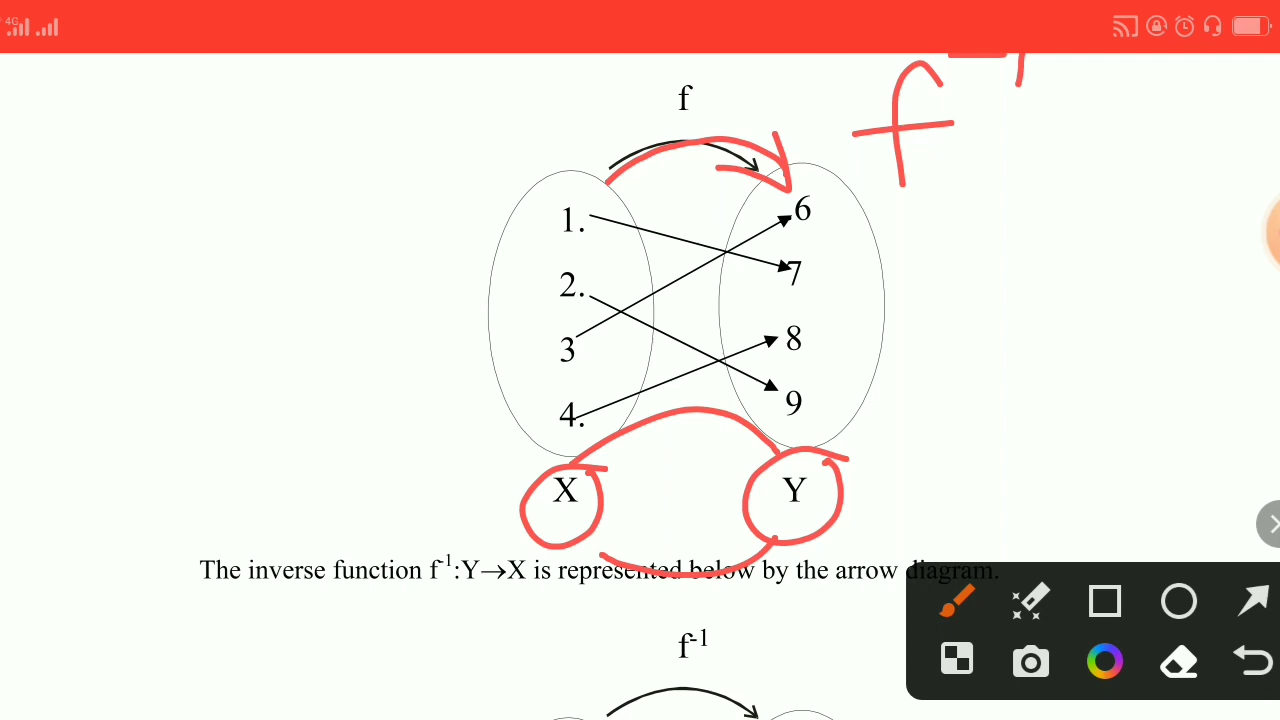 4G
f
f
1. 6
2. 7
3 8
4. 9
X Y
The inverse function f⁻¹:Y→X is represented below by the arrow diagram.
f⁻¹